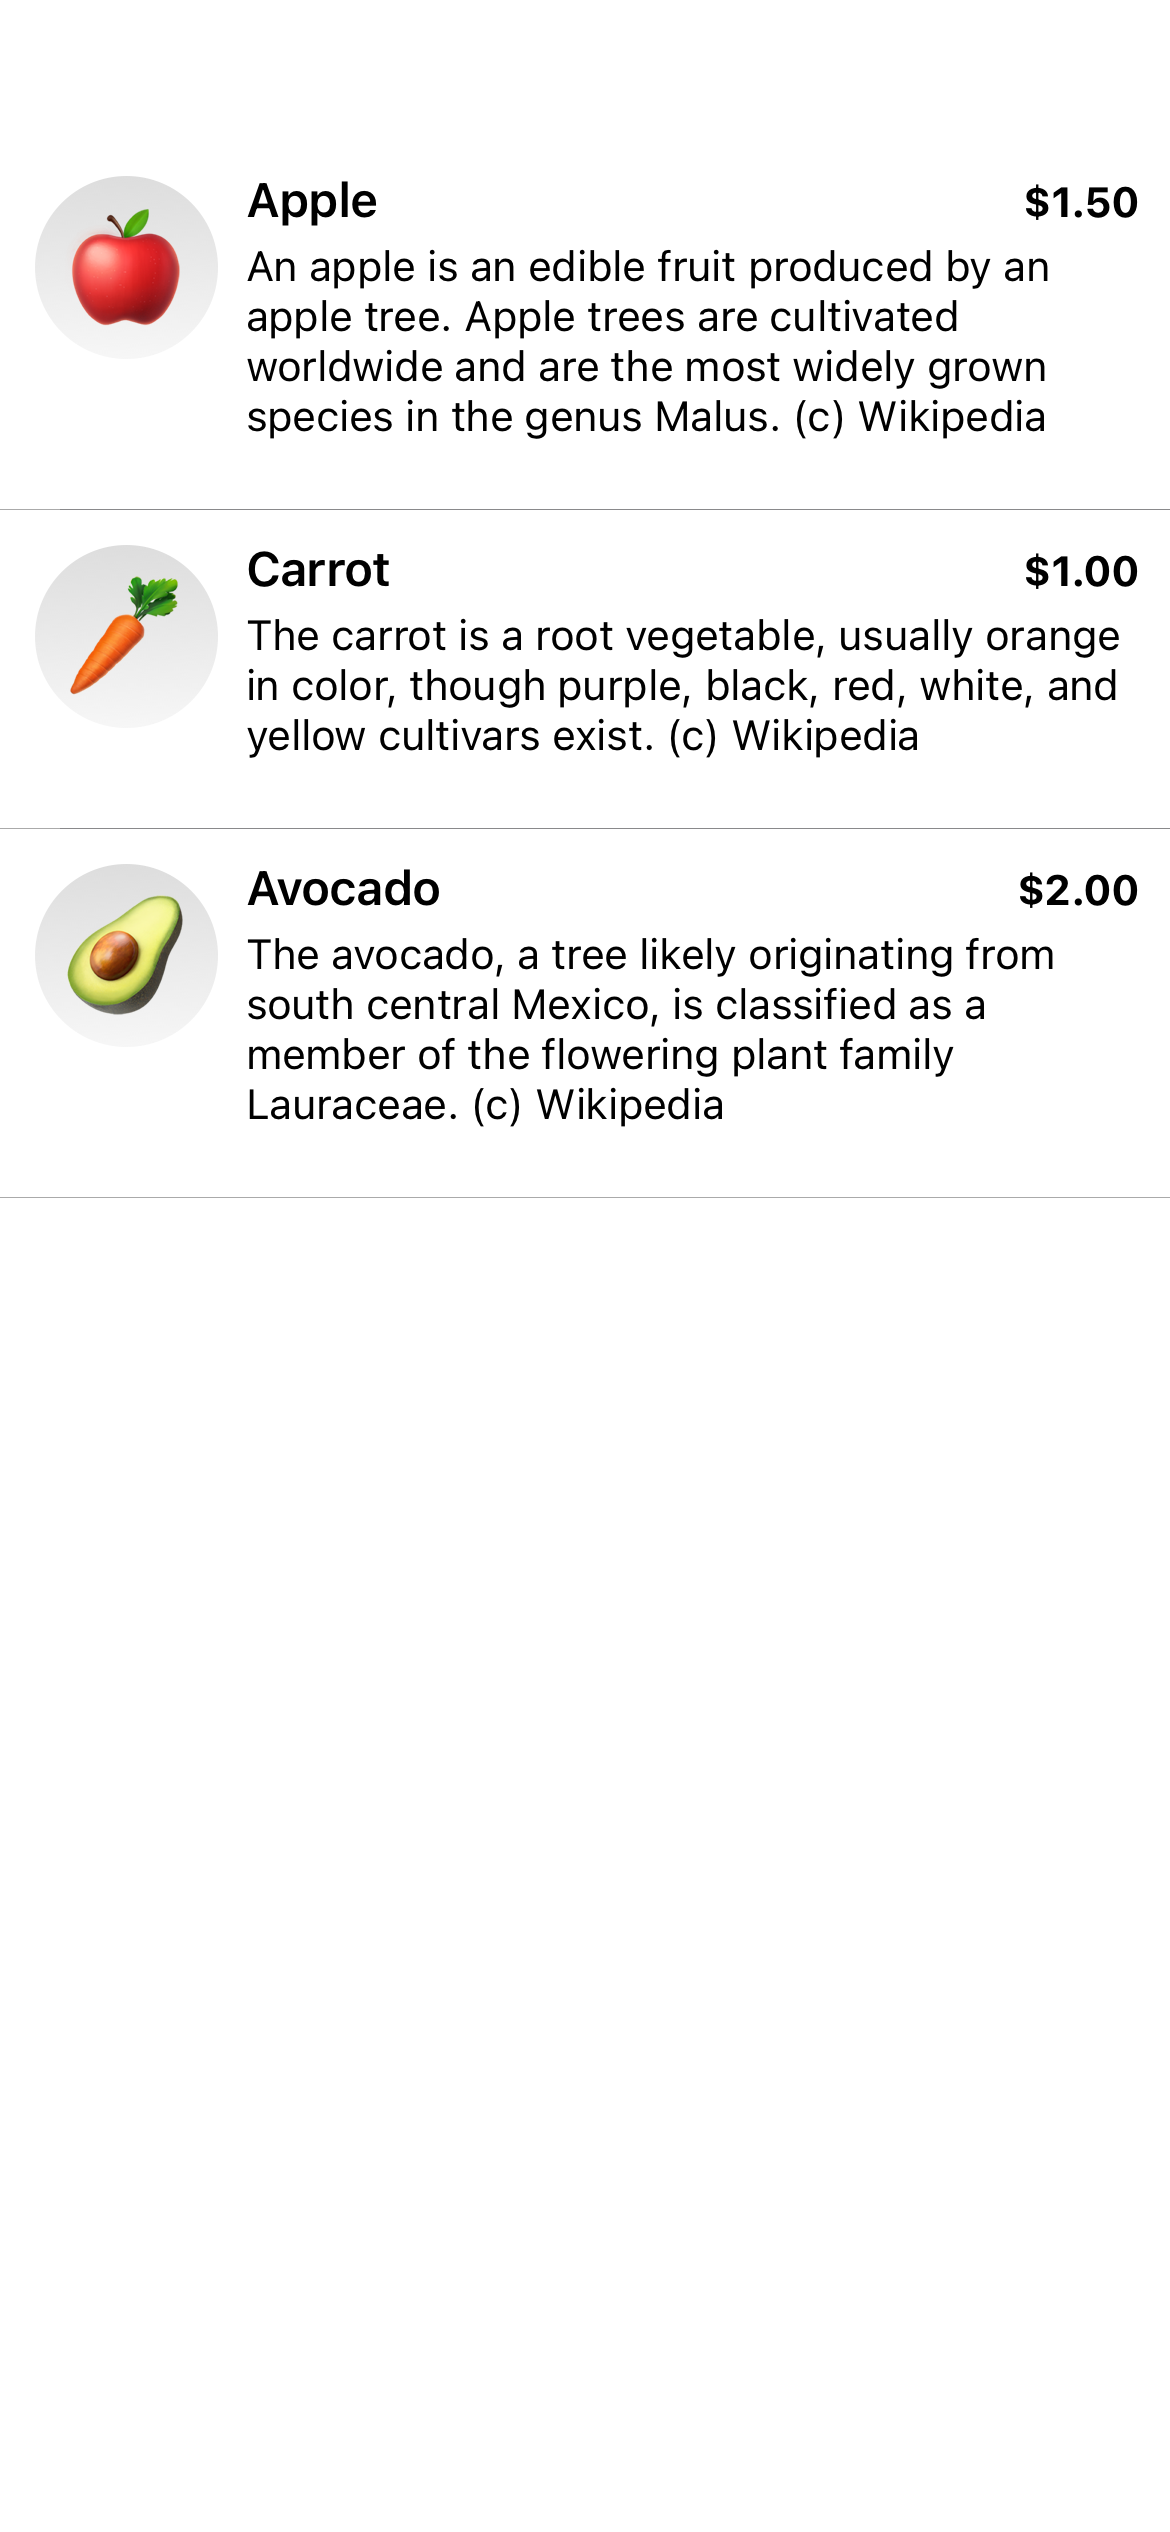 Apple $1.50
An apple is an edible fruit produced by an
apple tree. Apple trees are cultivated
worldwide and are the most widely grown
species in the genus Malus. (c) Wikipedia
Carrot $1.00
The carrot is a root vegetable, usually orange
in color, though purple, black, red, white, and
yellow cultivars exist. (c) Wikipedia
Avocado $2.00
The avocado, a tree likely originating from
south central Mexico, is classified as a
member of the flowering plant family
Lauraceae. (c) Wikipedia